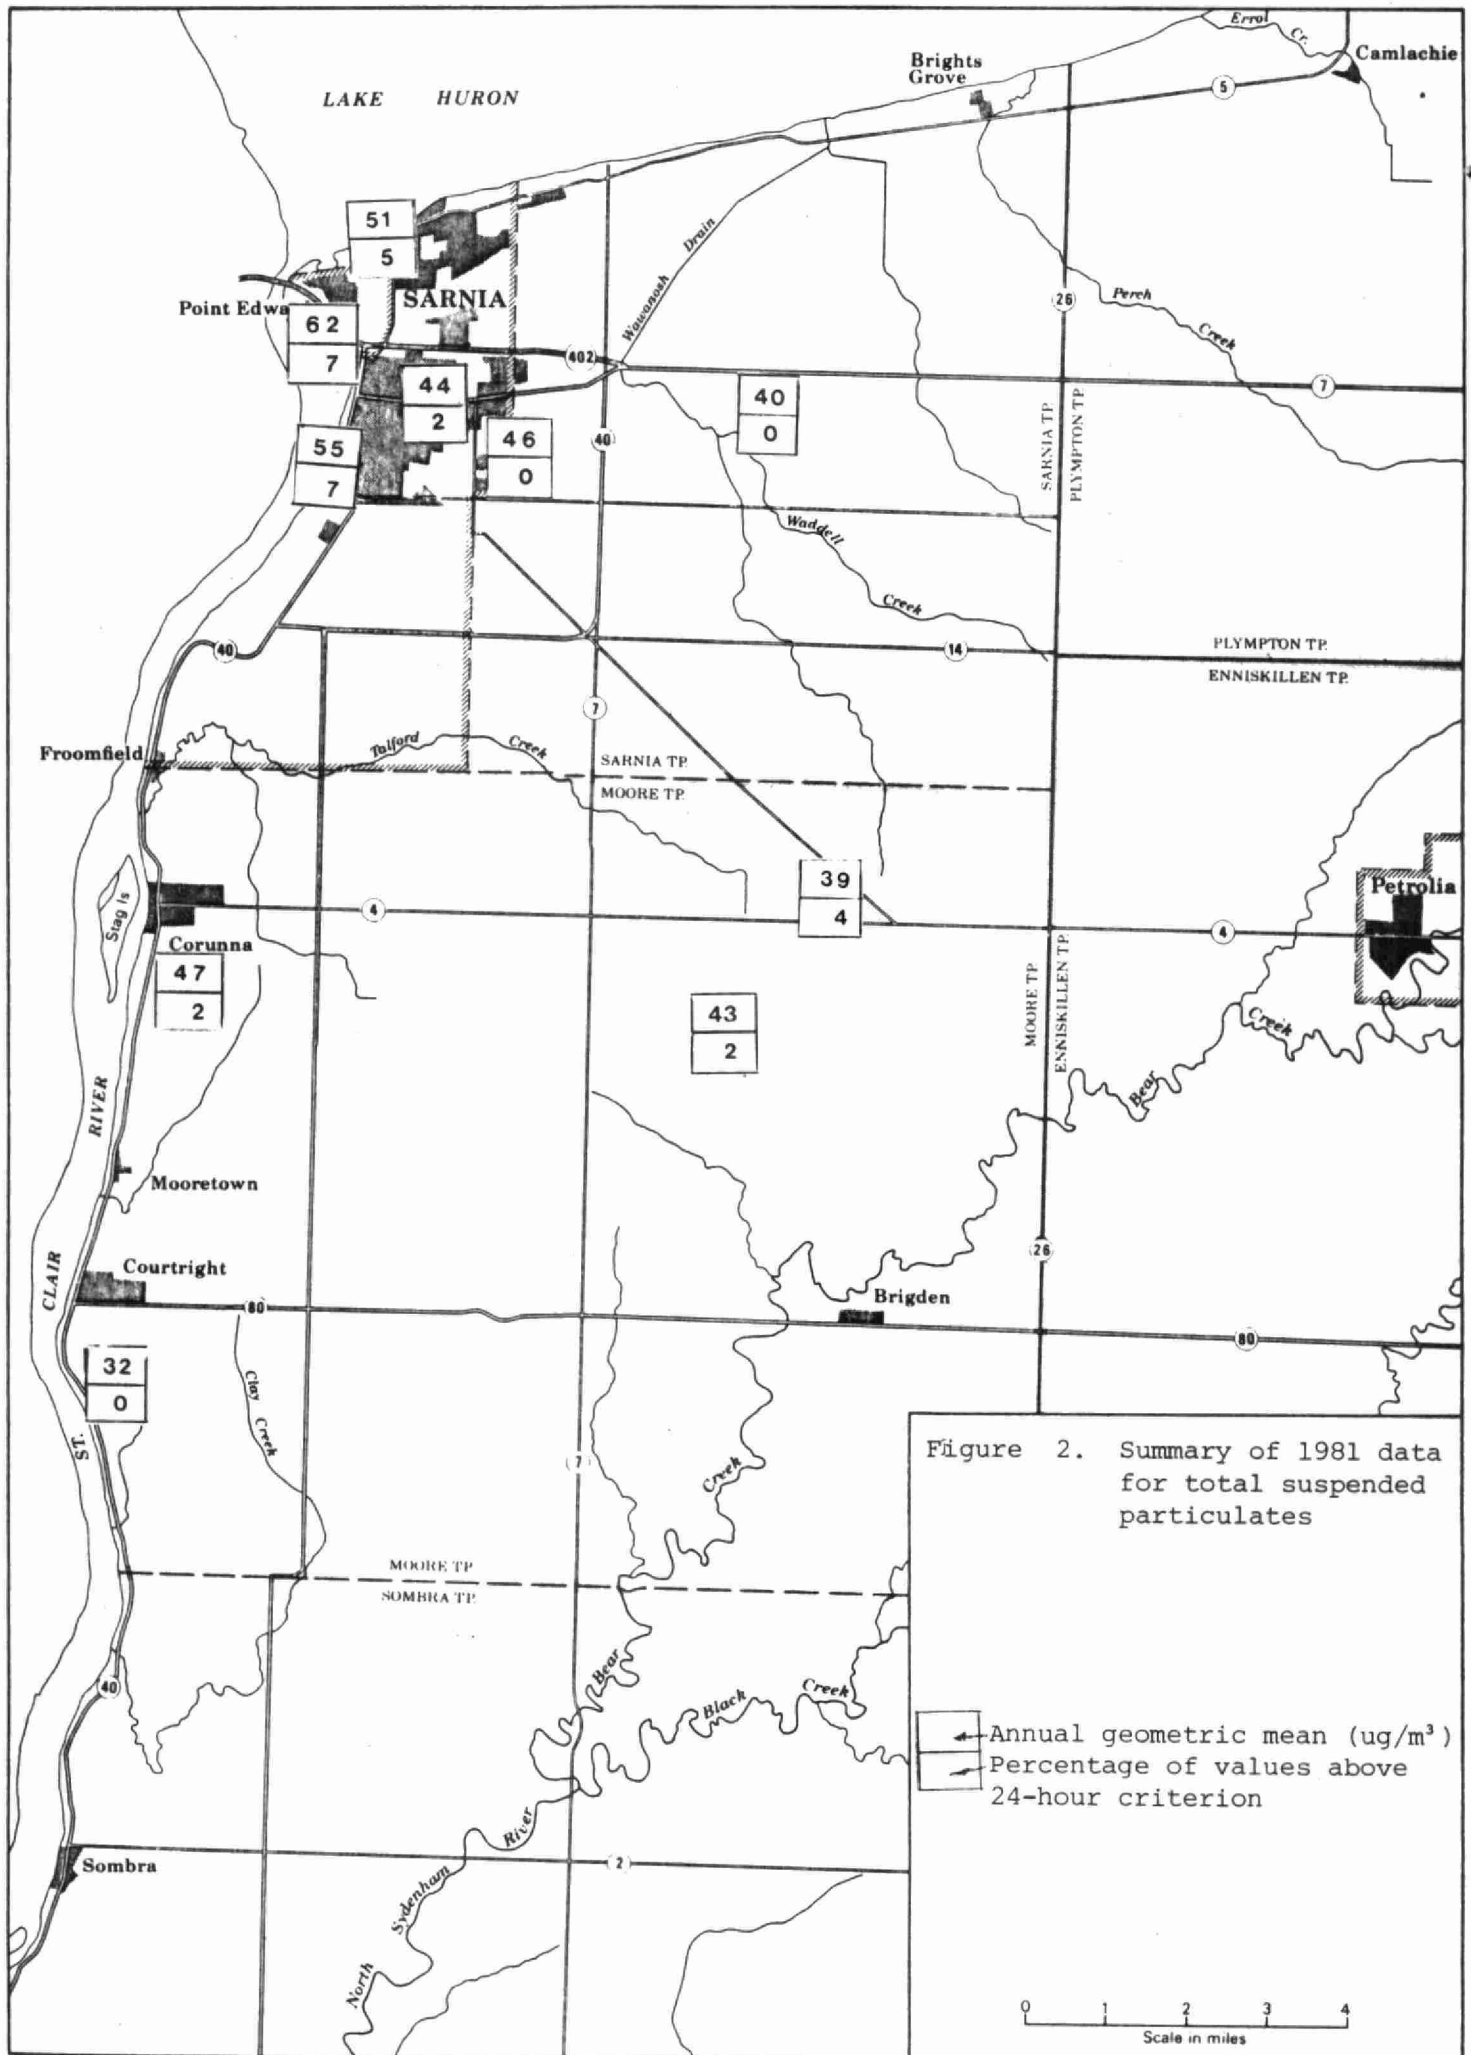 LAKE HURON
Errol
Cr.
Camlachie
Brights
Grove
5
51
5
Point Edwa
SARNIA
62
7
Wawanosh Drain
26
Perch
Creek
402
7
44
2
40
0
55
7
46
0
40
SARNIA TP.
PLYMPTON TP.
Waddell
Creek
40
14
PLYMPTON TP.
ENNISKILLEN TP.
7
Froomfield
Talford
Creek
SARNIA TP.
MOORE TP.
39
4
Petrolia
Stag Is
4
4
Corunna
47
2
MOORE TP.
ENNISKILLEN TP.
43
2
Creek
Bear
RIVER
Mooretown
26
CLAIR
Courtright
80
Brigden
80
32
0
Clay Creek
ST.
7
Creek
Figure 2. Summary of 1981 data
for total suspended
particulates
MOORE TP.
SOMBRA TP.
40
Bear
Black
Creek
Annual geometric mean (ug/m³)
Percentage of values above
24-hour criterion
Sombra
River
2
Sydenham
North
0 1 2 3 4
Scale in miles